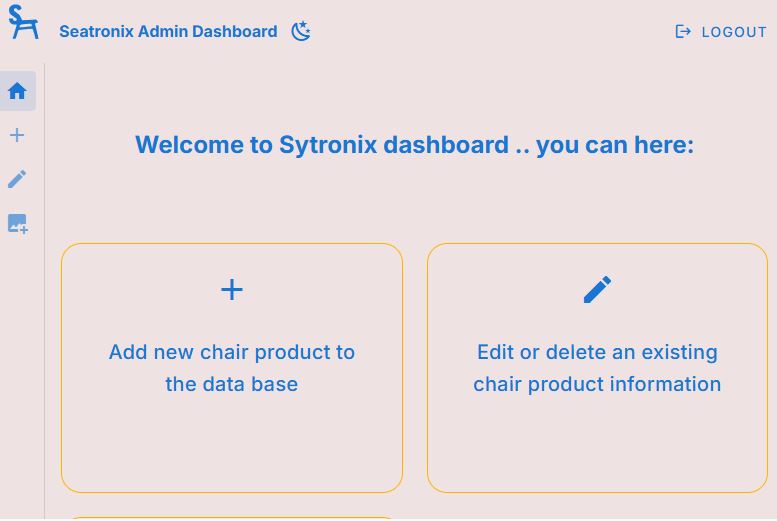 Seatronix Admin Dashboard
LOGOUT
Welcome to Sytronix dashboard .. you can here:
Add new chair product to
the data base
Edit or delete an existing
chair product information